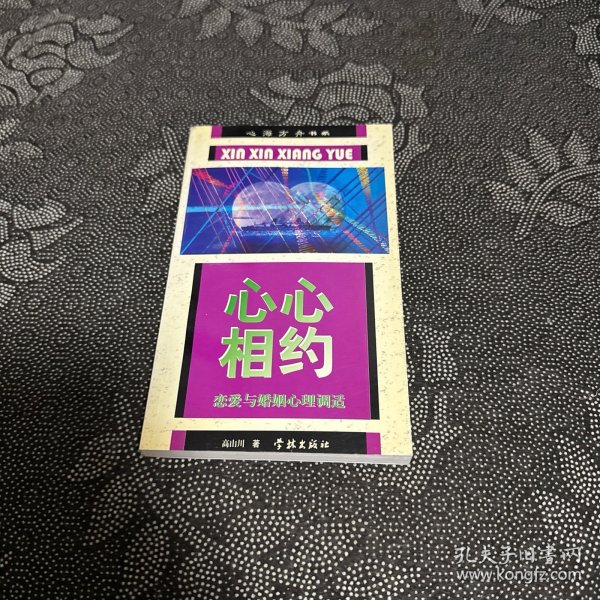 心海方舟书系
XIN XIN XIANG YUE
心心
相约
恋爱与婚姻心理调适
高山川 著 学林出版社
孔夫子旧书网
www.kongfz.com